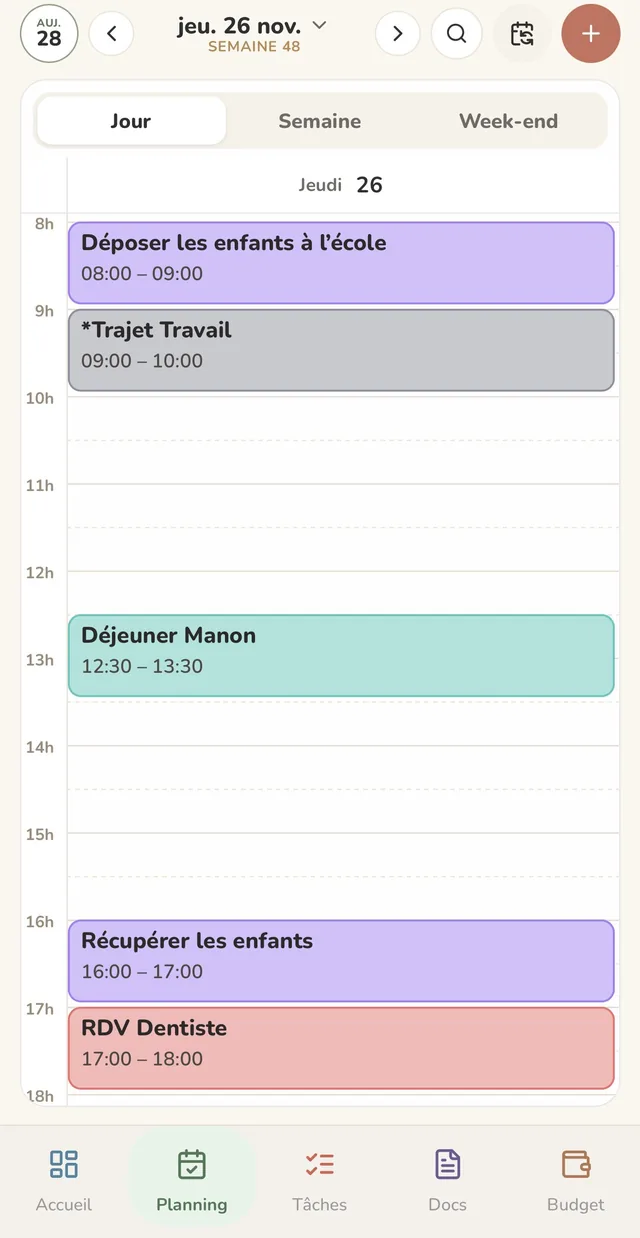 AUJ.
28
jeu. 26 nov.
SEMAINE 48
Jour
Semaine
Week-end
Jeudi 26
8h
Déposer les enfants à l’école
08:00 – 09:00
9h
*Trajet Travail
09:00 – 10:00
10h
11h
12h
Déjeuner Manon
12:30 – 13:30
13h
14h
15h
16h
Récupérer les enfants
16:00 – 17:00
17h
RDV Dentiste
17:00 – 18:00
18h
Accueil
Planning
Tâches
Docs
Budget